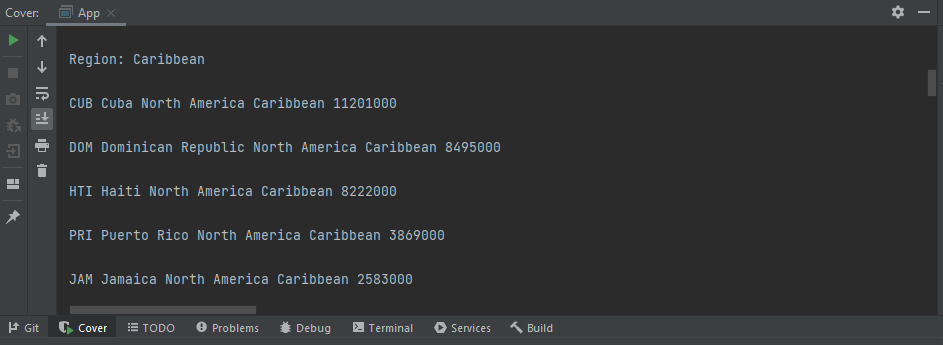 Cover: App
Region: Caribbean
CUB Cuba North America Caribbean 11201000
DOM Dominican Republic North America Caribbean 8495000
HTI Haiti North America Caribbean 8222000
PRI Puerto Rico North America Caribbean 3869000
JAM Jamaica North America Caribbean 2583000
Git Cover TODO Problems Debug Terminal Services Build